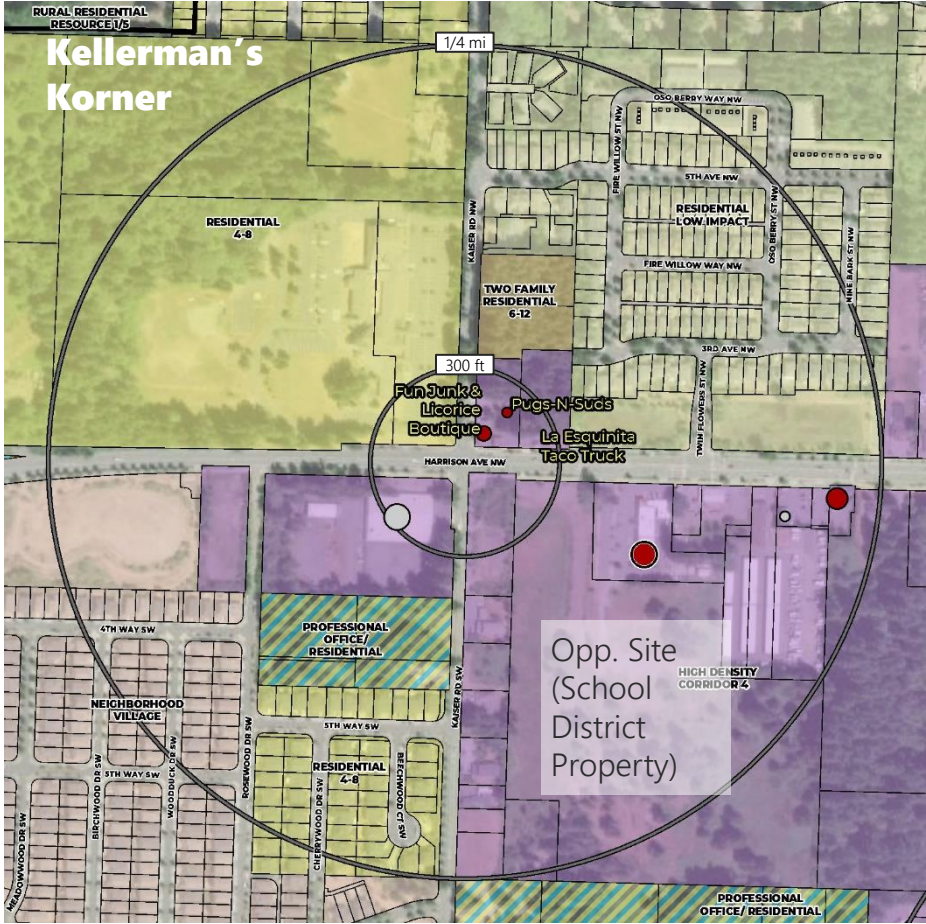 RURAL RESIDENTIAL
RESOURCE 1/5
Kellerman's
Korner
1/4 mi
OSO BERRY WAY NW
FIRE WILLOW ST NW
5TH AVE NW
RESIDENTIAL
LOW IMPACT
OSO BERRY ST NW
NINE BARK ST NW
RESIDENTIAL
4-8
KAISER RD NW
FIRE WILLOW WAY NW
TWO FAMILY
RESIDENTIAL
6-12
3RD AVE NW
300 ft
TWIN FLOWERS ST NW
Fun Junk &
Licorice
Boutique
Pugs-N-Suds
La Esquinita
Taco Truck
HARRISON AVE NW
4TH WAY SW
PROFESSIONAL
OFFICE/
RESIDENTIAL
Opp. Site
(School
District
Property)
HIGH DENSITY
CORRIDOR 4
NEIGHBORHOOD
VILLAGE
KAISER RD SW
5TH WAY SW
ROSEWOOD DR SW
5TH WAY SW
BIRCHWOOD DR SW
WOODDUCK DR SW
RESIDENTIAL
4-8
BEECHWOOD CT SW
CHERRYWOOD DR SW
MEADOWWOOD DR SW
PROFESSIONAL
OFFICE/ RESIDENTIAL